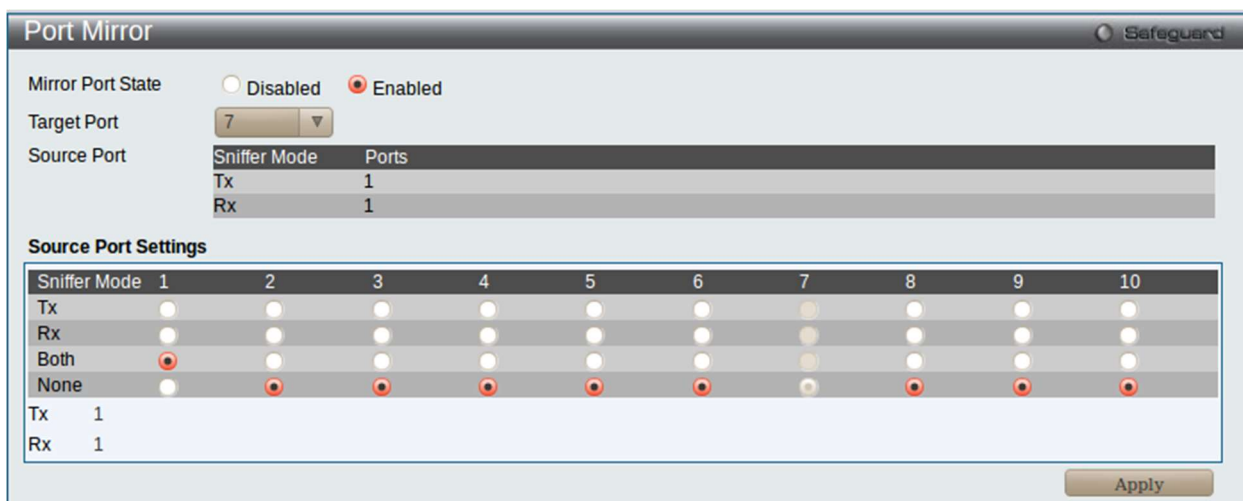 Port Mirror Safeguard
Mirror Port State Disabled Enabled
Target Port 7
Source Port Sniffer Mode Ports
Tx 1
Rx 1
Source Port Settings
Sniffer Mode 1 2 3 4 5 6 7 8 9 10
Tx
Rx
Both
None
Tx 1
Rx 1
Apply